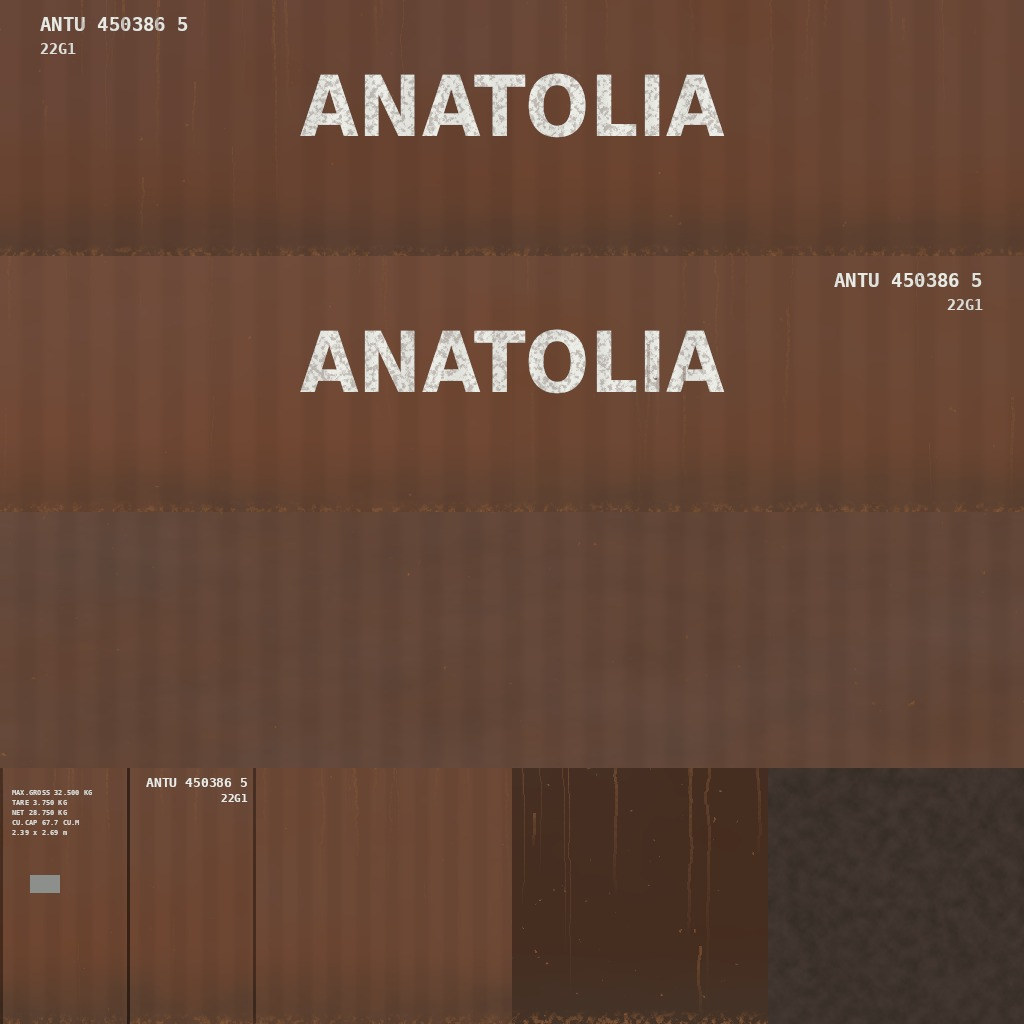 ANTU 450386 5
22G1
ANATOLIA
ANTU 450386 5
22G1
ANATOLIA
MAX.GROSS 32.500 KG
TARE 3.750 KG
NET 28.750 KG
CU.CAP 67.7 CU.M
2.39 x 2.69 m
ANTU 450386 5
22G1